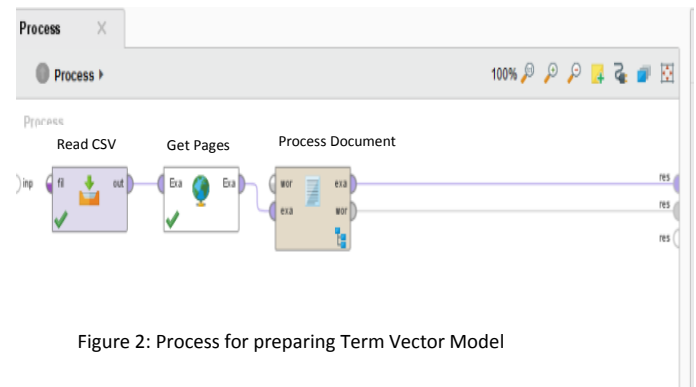 Process X
Process
100%
Process
Read CSV Get Pages Process Document
inp fil out Exa Exa wor exa res
exa wor res
res
Figure 2: Process for preparing Term Vector Model